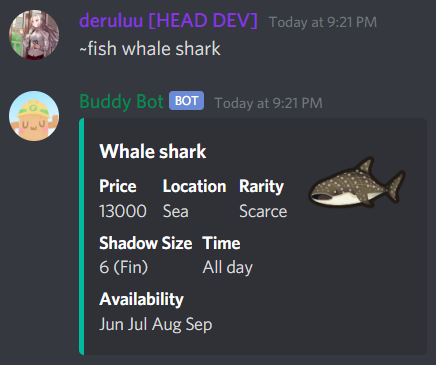 deruluu [HEAD DEV] Today at 9:21 PM
~fish whale shark
Buddy Bot BOT Today at 9:21 PM
Whale shark
Price Location Rarity
13000 Sea Scarce
Shadow Size Time
6 (Fin) All day
Availability
Jun Jul Aug Sep